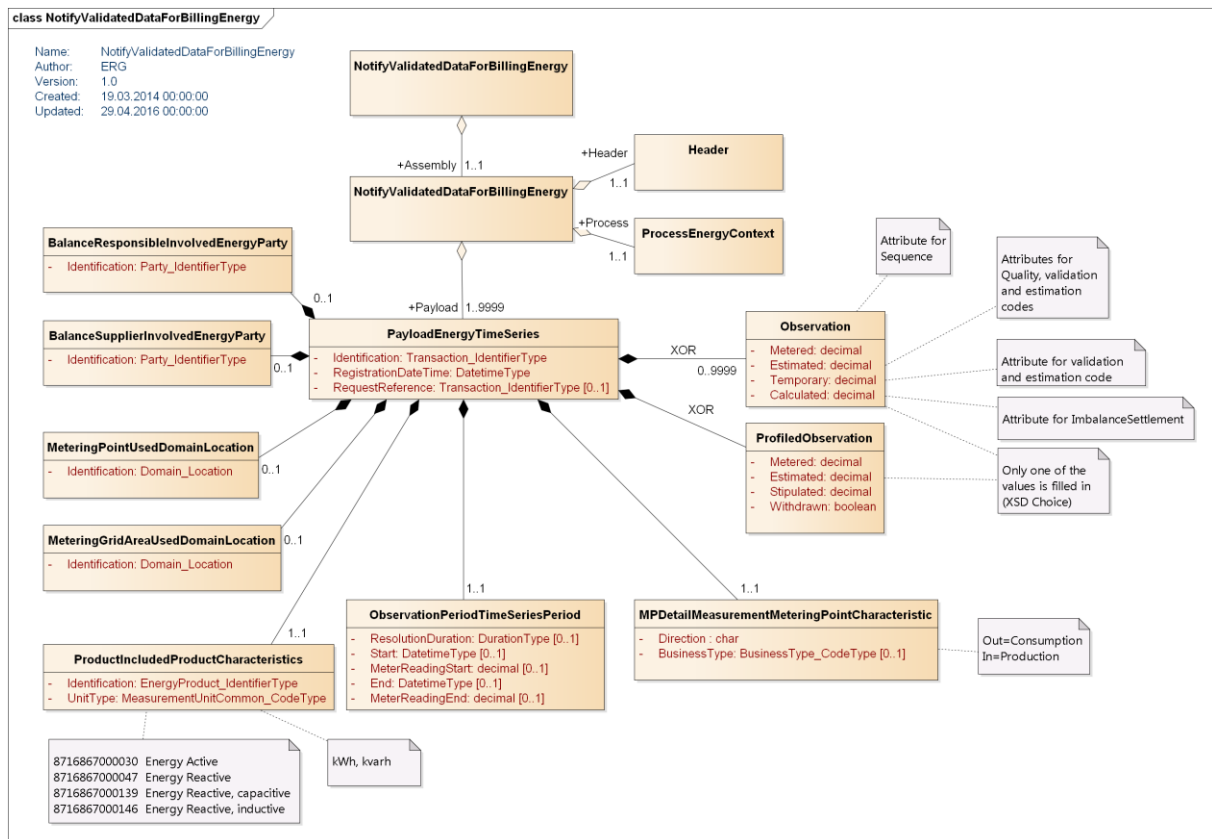 class NotifyValidatedDataForBillingEnergy
Name: NotifyValidatedDataForBillingEnergy
Author: ERG
Version: 1.0
Created: 19.03.2014 00:00:00
Updated: 29.04.2016 00:00:00
NotifyValidatedDataForBillingEnergy
+Assembly 1..1
NotifyValidatedDataForBillingEnergy
+Header
1..1
Header
+Process
1..1
ProcessEnergyContext
BalanceResponsibleInvolvedEnergyParty
- Identification: Party_IdentifierType
0..1
+Payload 1..9999
BalanceSupplierInvolvedEnergyParty
- Identification: Party_IdentifierType
0..1
PayloadEnergyTimeSeries
- Identification: Transaction_IdentifierType
- RegistrationDateTime: DatetimeType
- RequestReference: Transaction_IdentifierType [0..1]
XOR
0..9999
XOR
Observation
- Metered: decimal
- Estimated: decimal
- Temporary: decimal
- Calculated: decimal
Attribute for
Sequence
Attributes for
Quality, validation
and estimation
codes
Attribute for validation
and estimation code
Attribute for ImbalanceSettlement
Only one of the
values is filled in
(XSD Choice)
ProfiledObservation
- Metered: decimal
- Estimated: decimal
- Stipulated: decimal
- Withdrawn: boolean
MeteringPointUsedDomainLocation
- Identification: Domain_Location
0..1
MeteringGridAreaUsedDomainLocation
- Identification: Domain_Location
0..1
1..1
ProductIncludedProductCharacteristics
- Identification: EnergyProduct_IdentifierType
- UnitType: MeasurementUnitCommon_CodeType
1..1
ObservationPeriodTimeSeriesPeriod
- ResolutionDuration: DurationType [0..1]
- Start: DatetimeType [0..1]
- MeterReadingStart: decimal [0..1]
- End: DatetimeType [0..1]
- MeterReadingEnd: decimal [0..1]
1..1
MPDetailMeasurementMeteringPointCharacteristic
- Direction : char
- BusinessType: BusinessType_CodeType [0..1]
Out=Consumption
In=Production
8716867000030 Energy Active
8716867000047 Energy Reactive
8716867000139 Energy Reactive, capacitive
8716867000146 Energy Reactive, inductive
kWh, kvarh